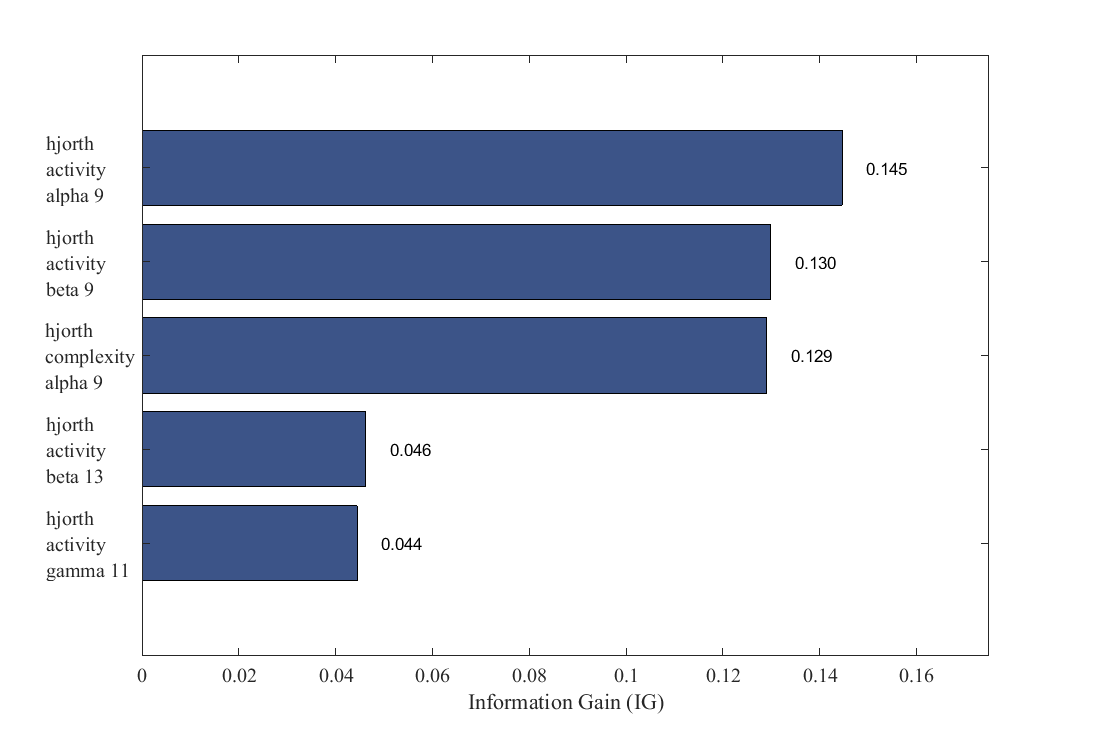 hjorth
activity
alpha 9
0.145
hjorth
activity
beta 9
0.130
hjorth
complexity
alpha 9
0.129
hjorth
activity
beta 13
0.046
hjorth
activity
gamma 11
0.044
0 0.02 0.04 0.06 0.08 0.1 0.12 0.14 0.16
Information Gain (IG)